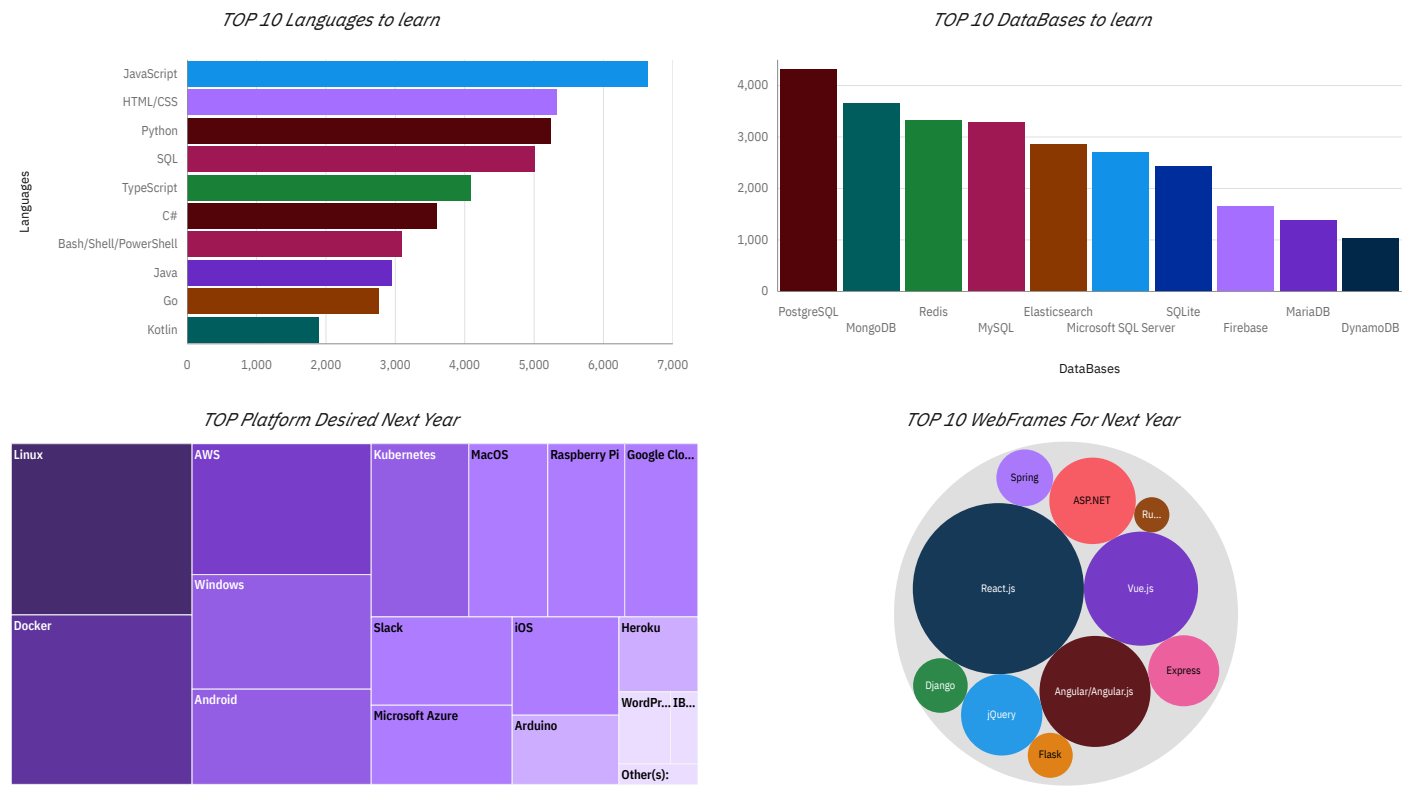 TOP 10 Languages to learn
Languages
JavaScript
HTML/CSS
Python
SQL
TypeScript
C#
Bash/Shell/PowerShell
Java
Go
Kotlin
0 1,000 2,000 3,000 4,000 5,000 6,000 7,000
TOP 10 DataBases to learn
4,000
3,000
2,000
1,000
0
PostgreSQL Redis Elasticsearch SQLite MariaDB
MongoDB MySQL Microsoft SQL Server Firebase DynamoDB
DataBases
TOP Platform Desired Next Year
Linux
Docker
AWS
Windows
Android
Kubernetes
MacOS
Raspberry Pi
Google Clo...
Slack
Microsoft Azure
iOS
Arduino
Heroku
WordPr...
IB...
Other(s):
TOP 10 WebFrames For Next Year
Spring
ASP.NET
Ru...
React.js
Vue.js
Django
jQuery
Angular/Angular.js
Express
Flask